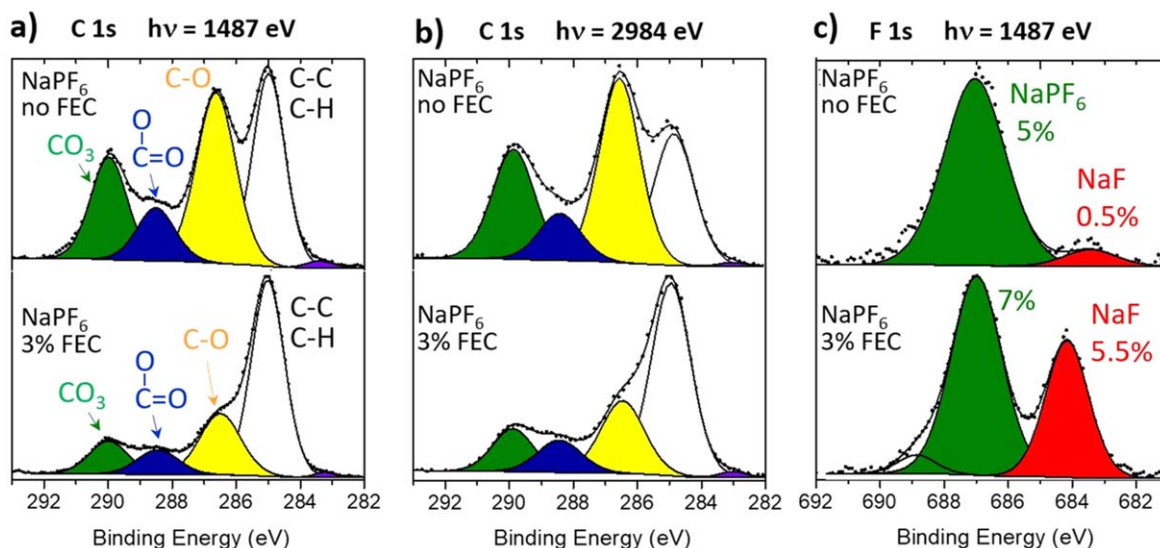 a) C 1s hν = 1487 eV
NaPF6
no FEC
CO3
O
C=O
C-O
C-C
C-H
NaPF6
3% FEC
CO3
O
C=O
C-O
C-C
C-H
292 290 288 286 284 282
Binding Energy (eV)
b) C 1s hν = 2984 eV
NaPF6
no FEC
NaPF6
3% FEC
292 290 288 286 284 282
Binding Energy (eV)
c) F 1s hν = 1487 eV
NaPF6
no FEC
NaPF6
5%
NaF
0.5%
NaPF6
3% FEC
7%
NaF
5.5%
692 690 688 686 684 682
Binding Energy (eV)